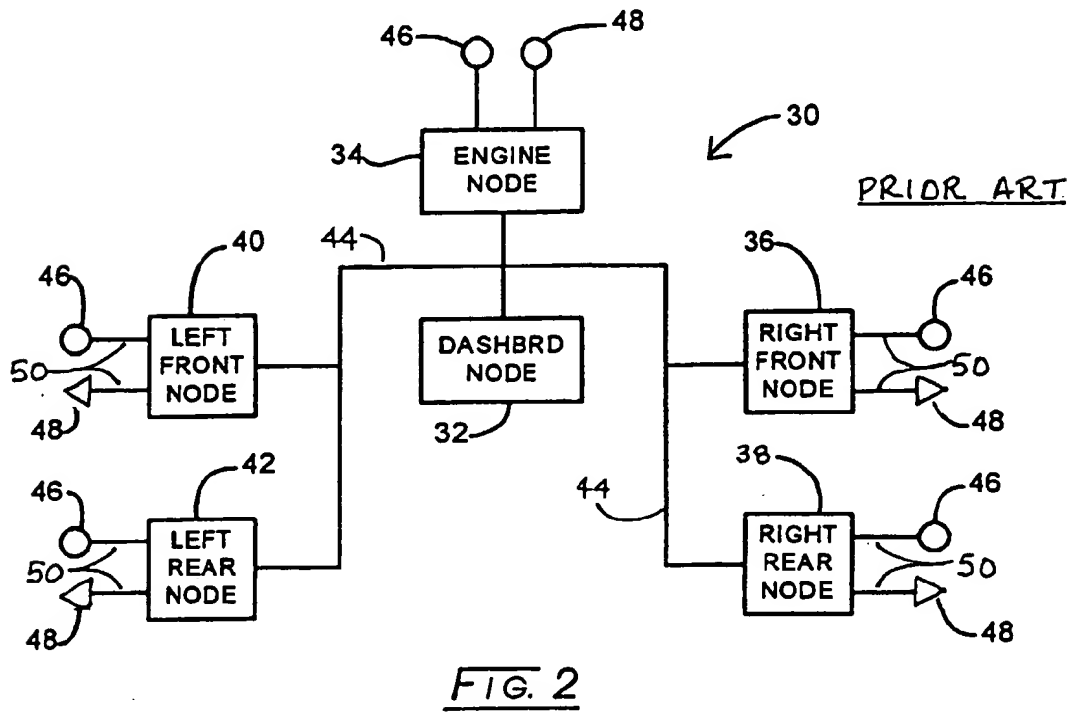 46
48
30
34
ENGINE
NODE
PRIOR ART
44
40
36
46
46
LEFT
FRONT
NODE
DASHBRD
NODE
RIGHT
FRONT
NODE
50
50
48
32
48
42
38
46
44
46
LEFT
REAR
NODE
RIGHT
REAR
NODE
50
50
48
48
FIG. 2